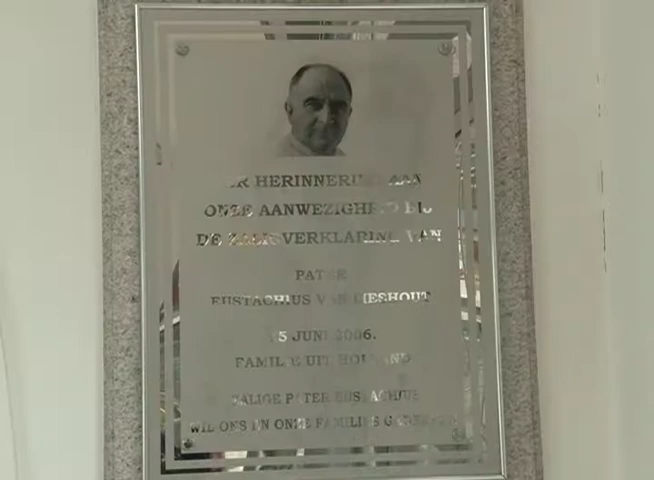 TER HERINNERING AAN
ONZE AANWEZIGHEID BIJ
DE ZALIGVERKLARING VAN
PATER
EUSTACHIUS VAN LIESHOUT
15 JUNI 2006.
FAMILIE UIT HOLLAND
ZALIGE PATER EUSTACHIUS
WIL ONS EN ONZE FAMILIES